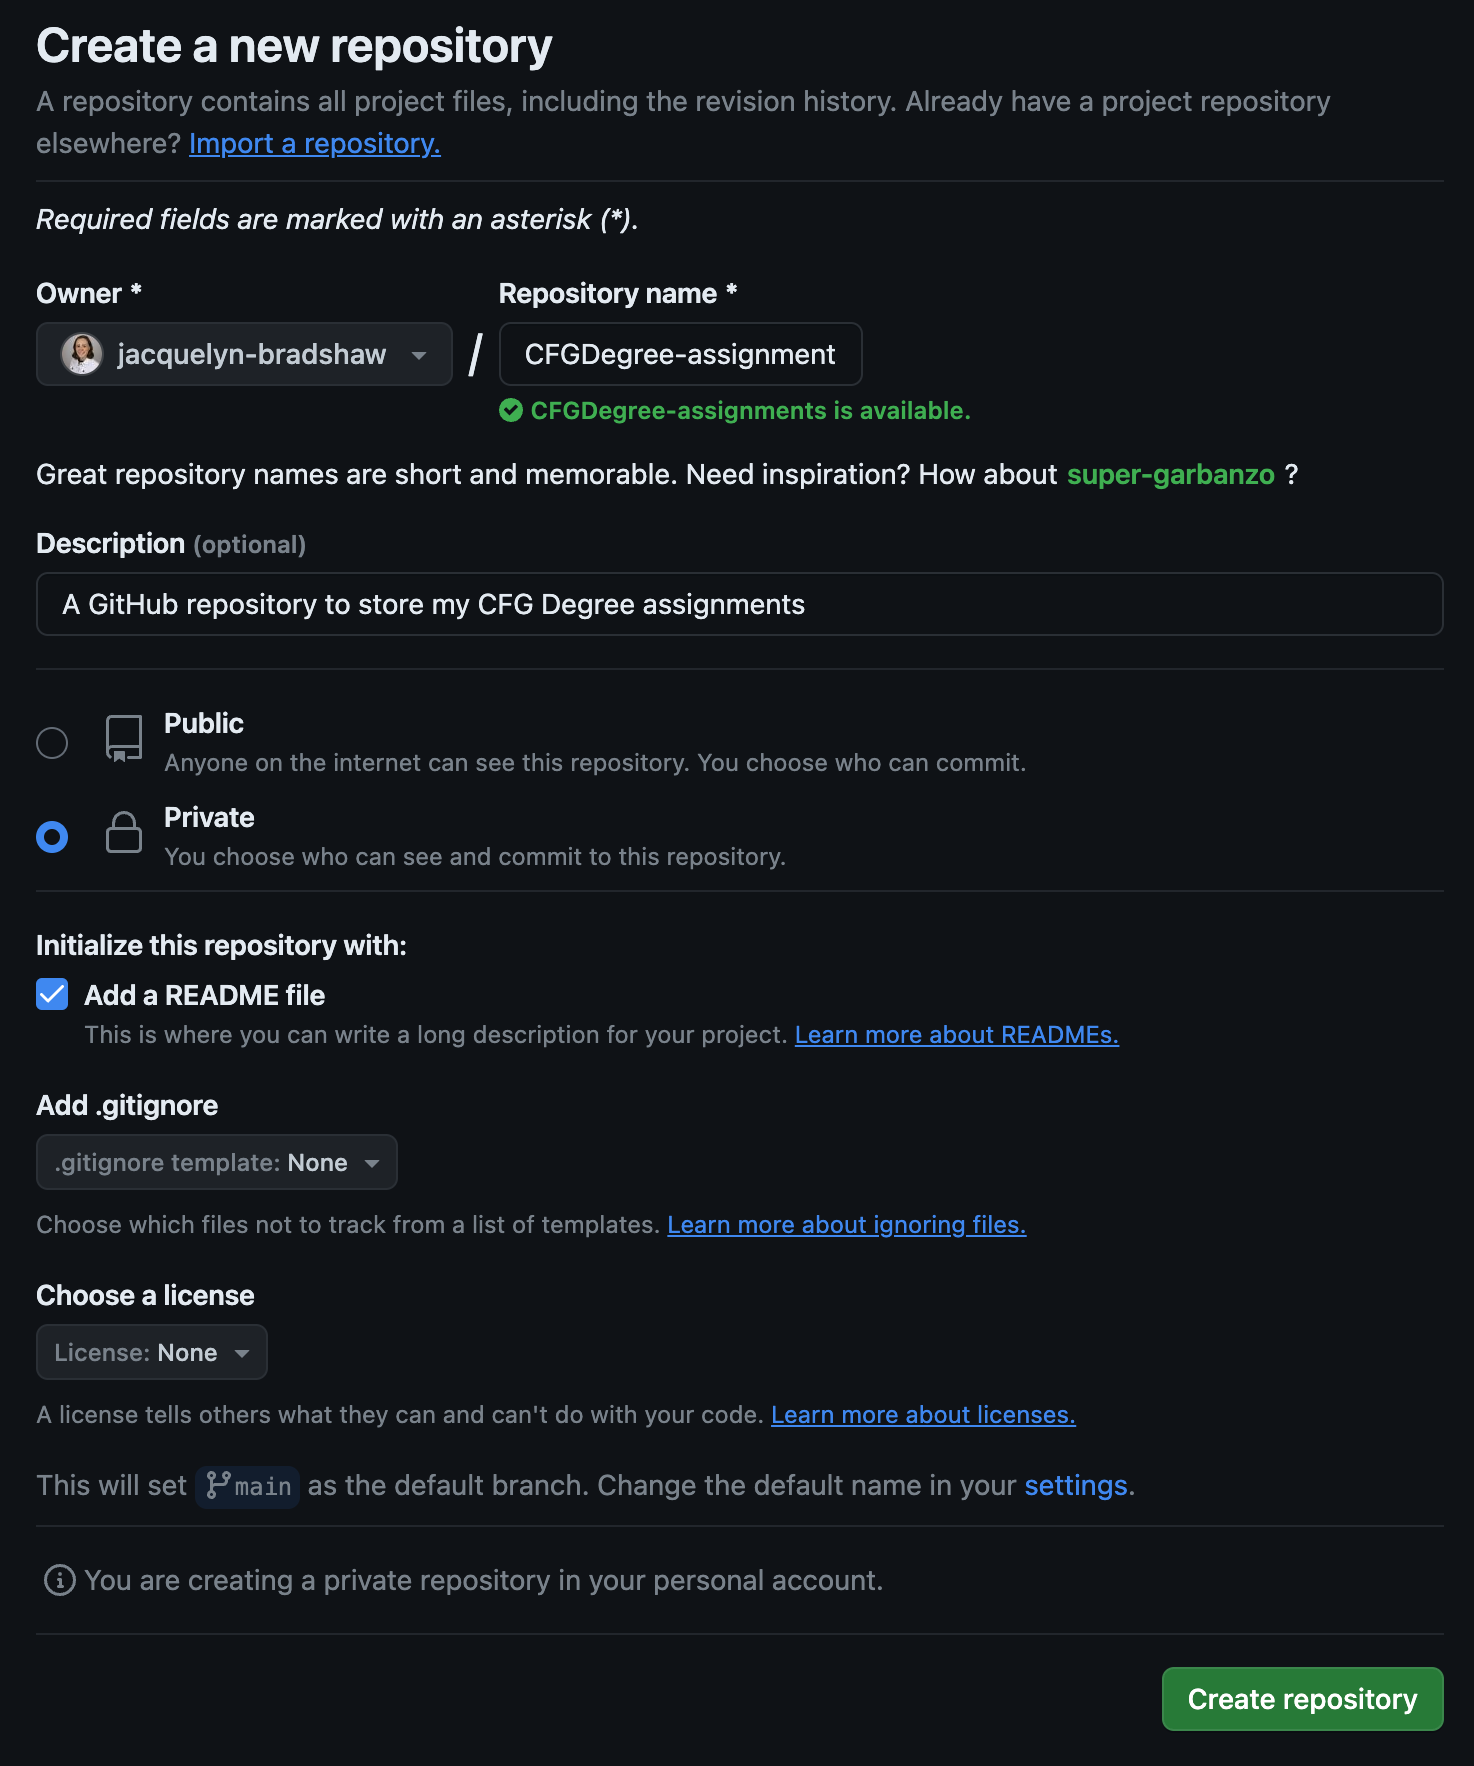 Create a new repository
A repository contains all project files, including the revision history. Already have a project repository
elsewhere? Import a repository.
Required fields are marked with an asterisk (*).
Owner *
Repository name *
jacquelyn-bradshaw
/
CFGDegree-assignment
CFGDegree-assignments is available.
Great repository names are short and memorable. Need inspiration? How about super-garbanzo ?
Description (optional)
A GitHub repository to store my CFG Degree assignments
Public
Anyone on the internet can see this repository. You choose who can commit.
Private
You choose who can see and commit to this repository.
Initialize this repository with:
Add a README file
This is where you can write a long description for your project. Learn more about READMEs.
Add .gitignore
.gitignore template: None
Choose which files not to track from a list of templates. Learn more about ignoring files.
Choose a license
License: None
A license tells others what they can and can't do with your code. Learn more about licenses.
This will set main as the default branch. Change the default name in your settings.
You are creating a private repository in your personal account.
Create repository